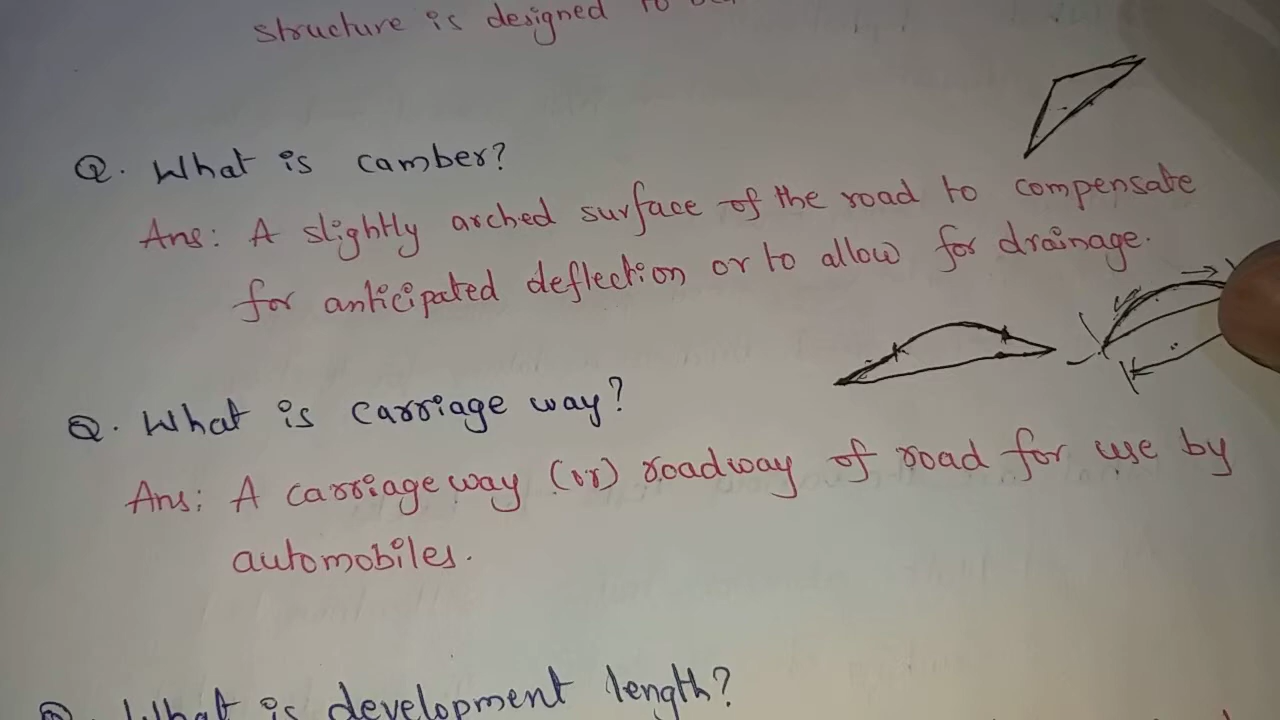 structure is designed to
Q. What is camber?
Ans: A slightly arched surface of the road to compensate
for anticipated deflection or to allow for drainage.
Q. What is carriage way?
Ans: A carriage way (or) roadway of road for use by
automobiles.
Q. What is development length?